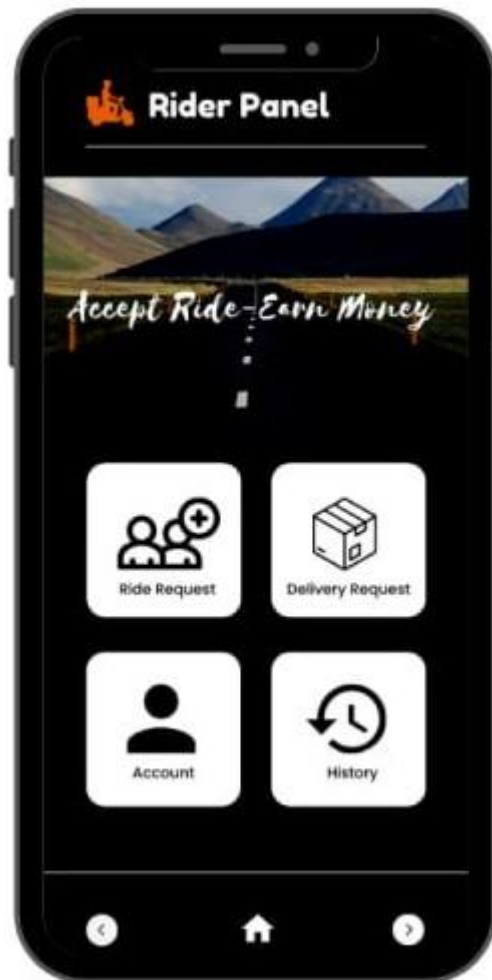 Rider Panel
Accept Ride-Earn Money
Ride Request
Delivery Request
Account
History